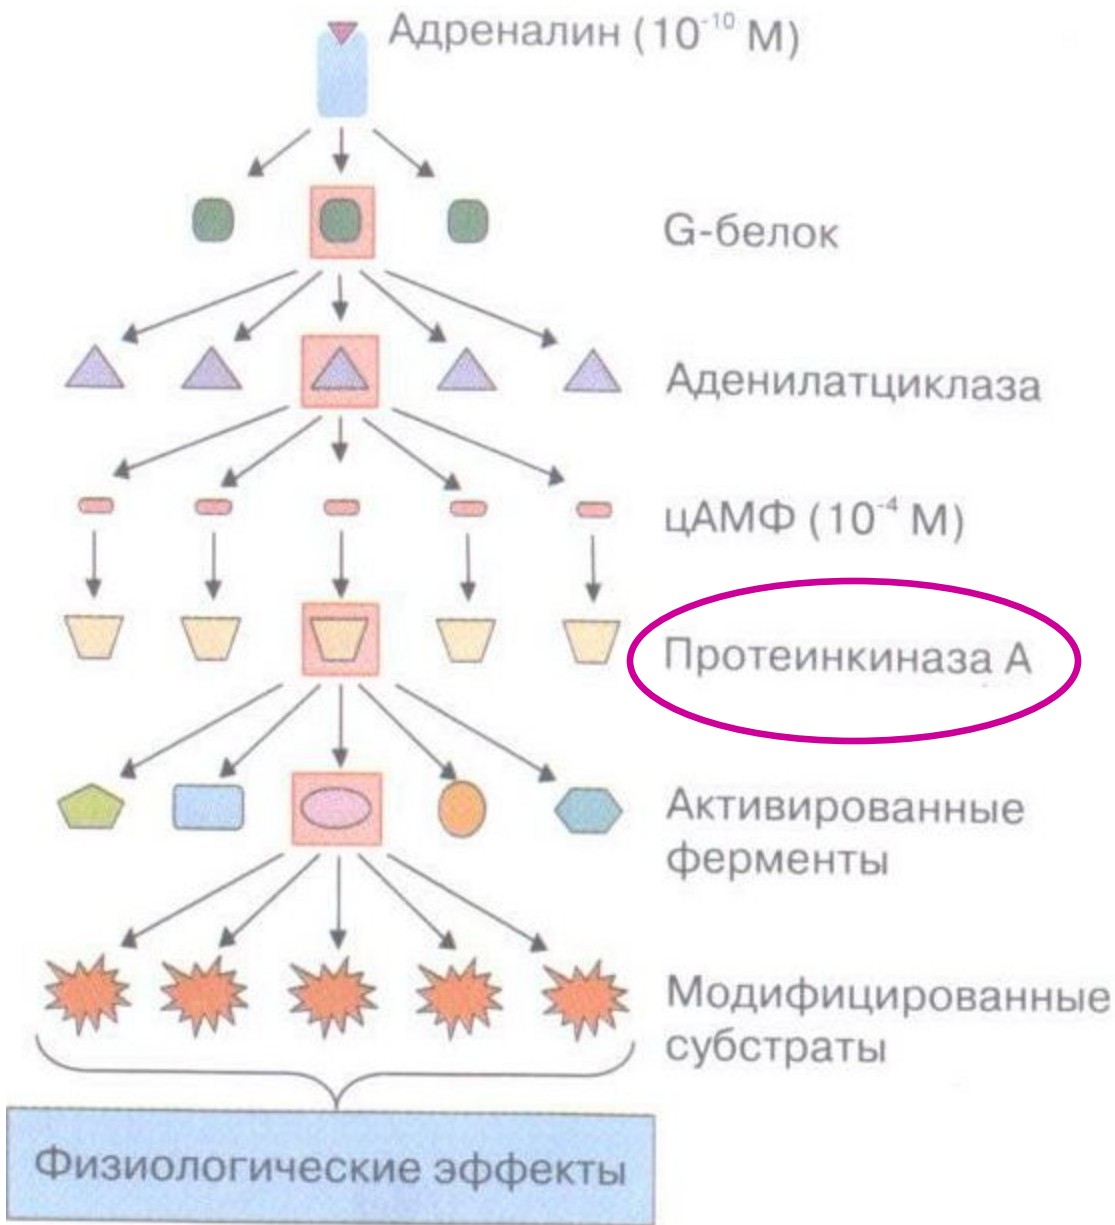 Адреналин (10⁻¹⁰ М)
G-белок
Аденилатциклаза
цАМФ (10⁻⁴ М)
Протеинкиназа А
Активированные
ферменты
Модифицированные
субстраты
Физиологические эффекты